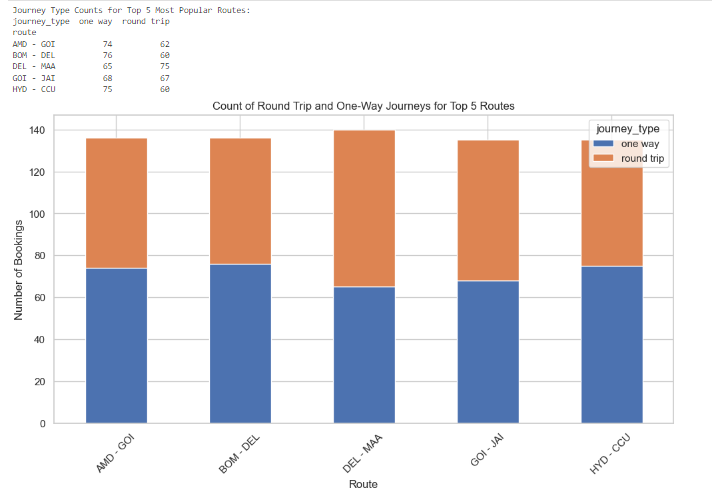 Journey Type Counts for Top 5 Most Popular Routes:
journey_type one way round trip
route
AMD - GOI 74 62
BOM - DEL 76 60
DEL - MAA 65 75
GOI - JAI 68 67
HYD - CCU 75 60
Count of Round Trip and One-Way Journeys for Top 5 Routes
journey_type
one way
round trip
Number of Bookings
140
120
100
80
60
40
20
0
AMD - GOI
BOM - DEL
DEL - MAA
GOI - JAI
HYD - CCU
Route